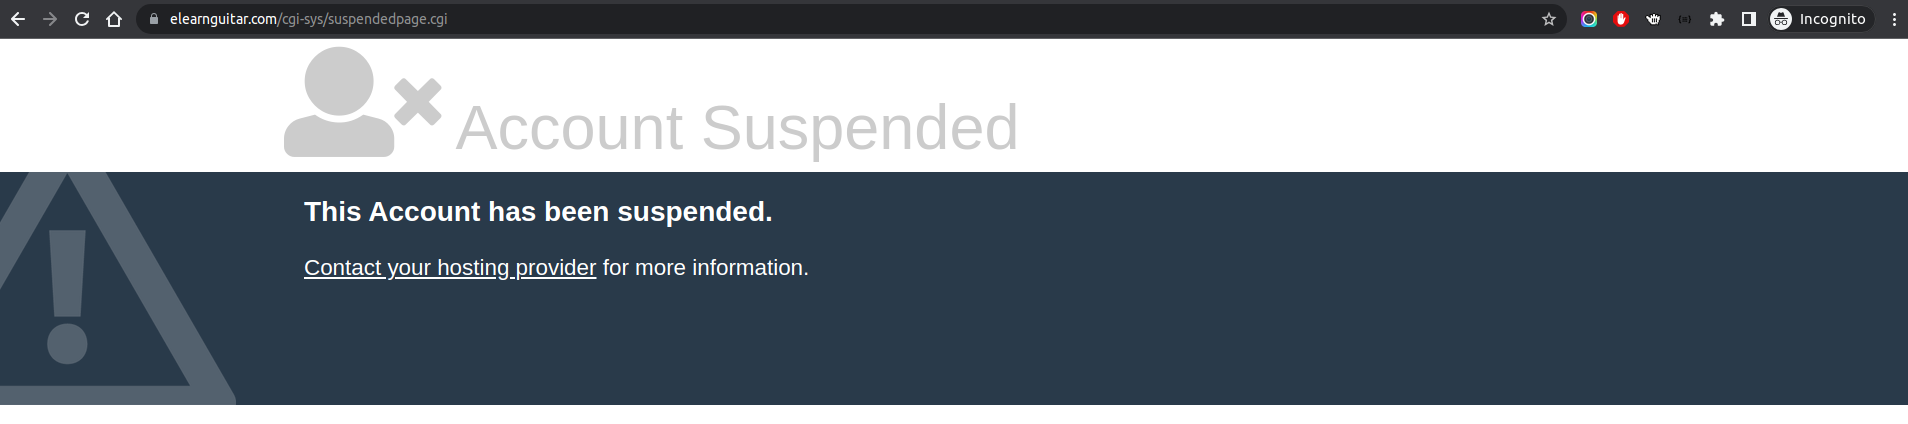 elearnguitar.com/cgi-sys/suspendedpage.cgi
Incognito
Account Suspended
This Account has been suspended.
Contact your hosting provider for more information.